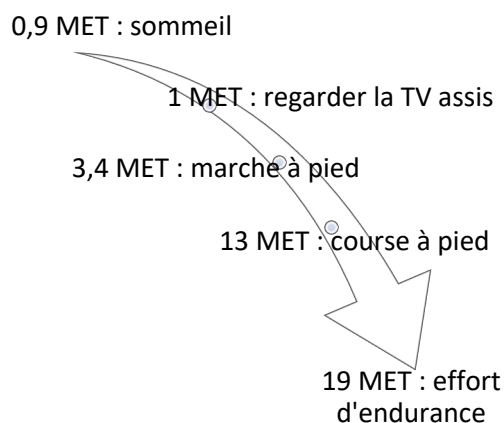 0,9 MET : sommeil
1 MET : regarder la TV assis
3,4 MET : marche à pied
13 MET : course à pied
19 MET : effort
d'endurance